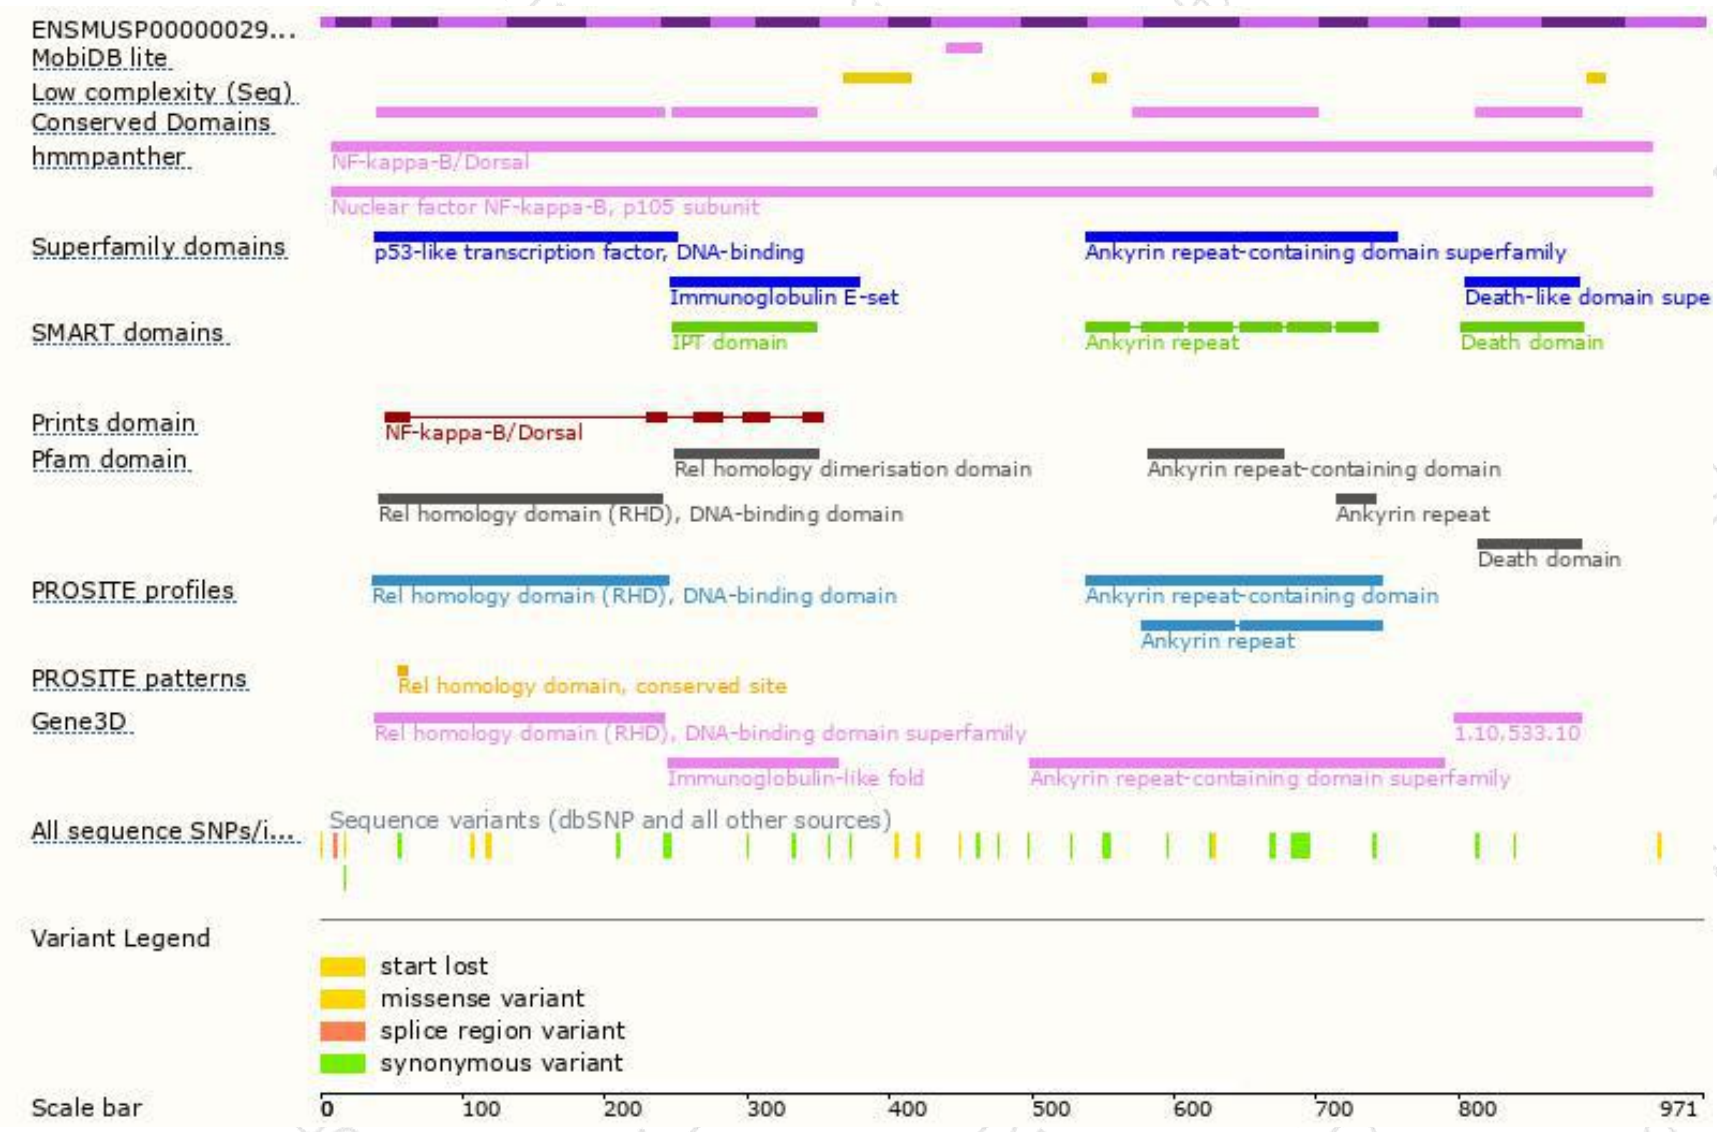 ENSMUSP00000029...
MobiDB lite
Low complexity (Seg)
Conserved Domains
hmmpanther
NF-kappa-B/Dorsal
Nuclear factor NF-kappa-B, p105 subunit
Superfamily domains
p53-like transcription factor, DNA-binding
Ankyrin repeat-containing domain superfamily
Immunoglobulin E-set
Death-like domain supe
SMART domains
IPT domain
Ankyrin repeat
Death domain
Prints domain
NF-kappa-B/Dorsal
Pfam domain
Rel homology dimerisation domain
Ankyrin repeat-containing domain
Rel homology domain (RHD), DNA-binding domain
Ankyrin repeat
Death domain
PROSITE profiles
Rel homology domain (RHD), DNA-binding domain
Ankyrin repeat-containing domain
Ankyrin repeat
PROSITE patterns
Rel homology domain, conserved site
Gene3D
Rel homology domain (RHD), DNA-binding domain superfamily
1.10.533.10
Immunoglobulin-like fold
Ankyrin repeat-containing domain superfamily
All sequence SNPs/i...
Sequence variants (dbSNP and all other sources)
Variant Legend
start lost
missense variant
splice region variant
synonymous variant
Scale bar
0 100 200 300 400 500 600 700 800 971